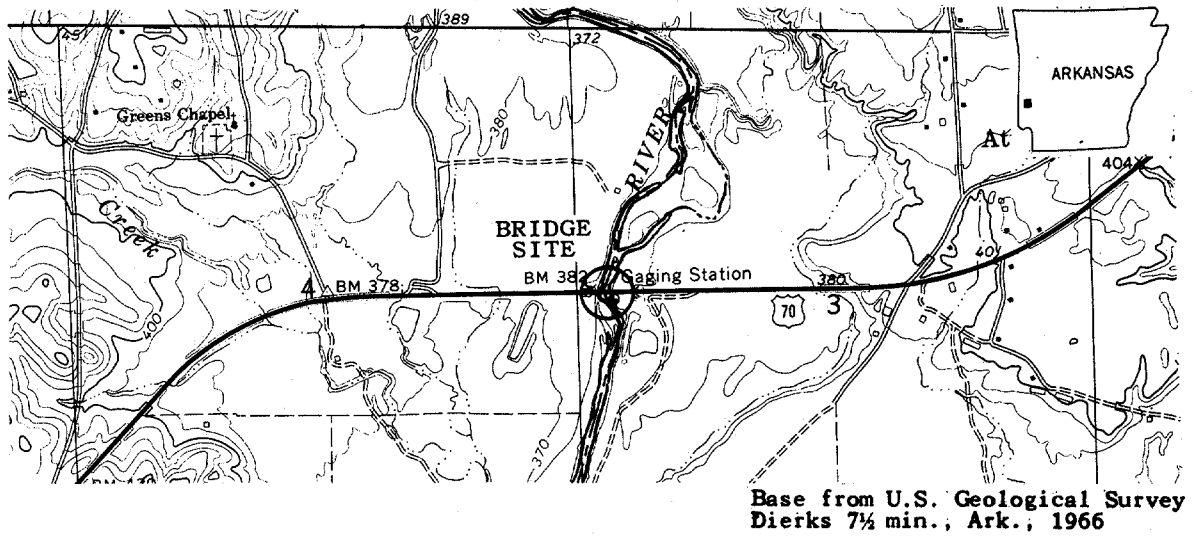 389
451
372
ARKANSAS
Greens Chapel
380
At
RIVER
404
Creek
BRIDGE
SITE
401
BM 382
Gaging Station
4
BM 378
380
70
3
400
370
Base from U.S. Geological Survey
Dierks 7½ min., Ark., 1966